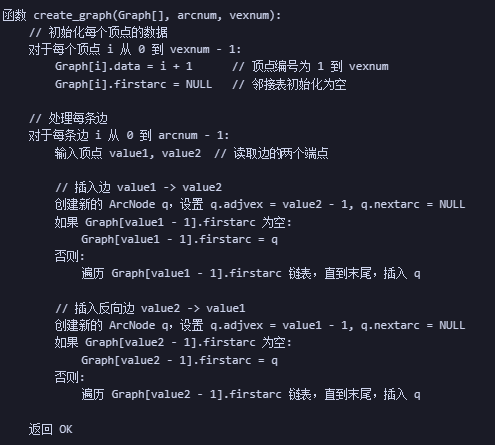 函数 create_graph(Graph[], arcnum, vexnum):
// 初始化每个顶点的数据
对于每个顶点 i 从 0 到 vexnum - 1:
Graph[i].data = i + 1 // 顶点编号为 1 到 vexnum
Graph[i].firstarc = NULL // 邻接表初始化为空
// 处理每条边
对于每条边 i 从 0 到 arcnum - 1:
输入顶点 value1, value2 // 读取边的两个端点
// 插入边 value1 -> value2
创建新的 ArcNode q，设置 q.adjvex = value2 - 1, q.nextarc = NULL
如果 Graph[value1 - 1].firstarc 为空:
Graph[value1 - 1].firstarc = q
否则:
遍历 Graph[value1 - 1].firstarc 链表，直到末尾，插入 q
// 插入反向边 value2 -> value1
创建新的 ArcNode q，设置 q.adjvex = value1 - 1, q.nextarc = NULL
如果 Graph[value2 - 1].firstarc 为空:
Graph[value2 - 1].firstarc = q
否则:
遍历 Graph[value2 - 1].firstarc 链表，直到末尾，插入 q
返回 OK